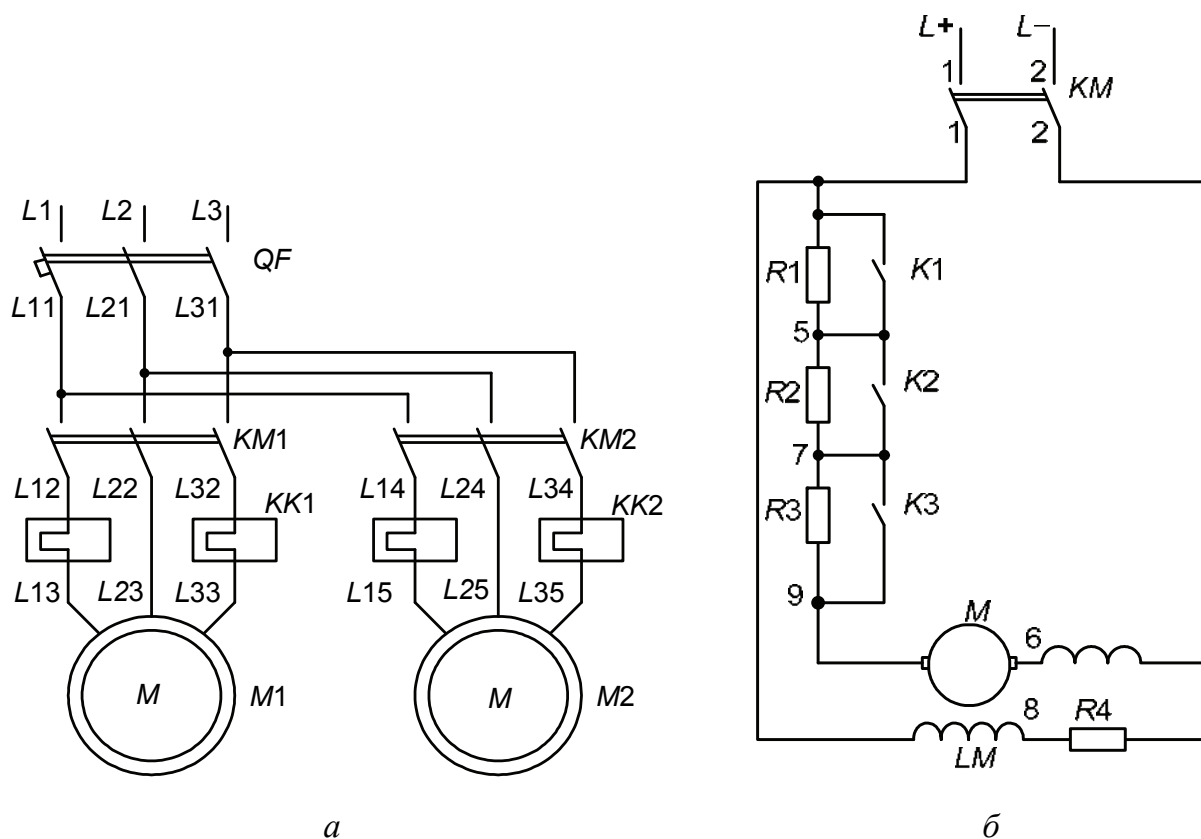 L1 L2 L3
QF
L11 L21 L31
KM1 KM2
L12 L22 L32 L14 L24 L34
KK1 KK2
L13 L23 L33 L15 L25 L35
M M1 M M2
а
L+ L−
1 2 KM
1 2
R1 K1
5
R2 K2
7
R3 K3
9
M 6
8 R4
LM
б